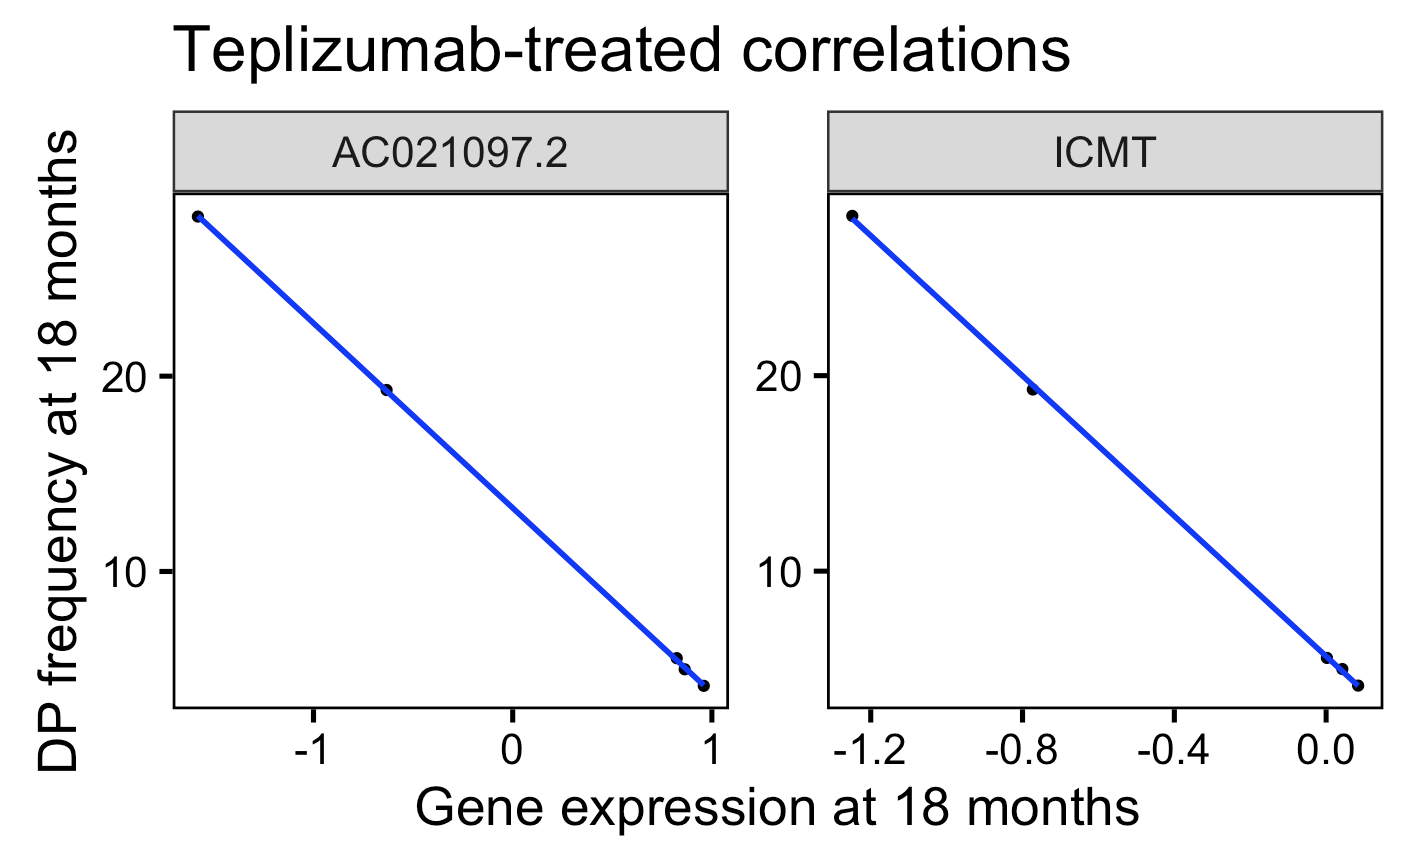 Teplizumab-treated correlations
AC021097.2
ICMT
DP frequency at 18 months
20
10
20
10
-1
0
1
-1.2
-0.8
-0.4
0.0
Gene expression at 18 months